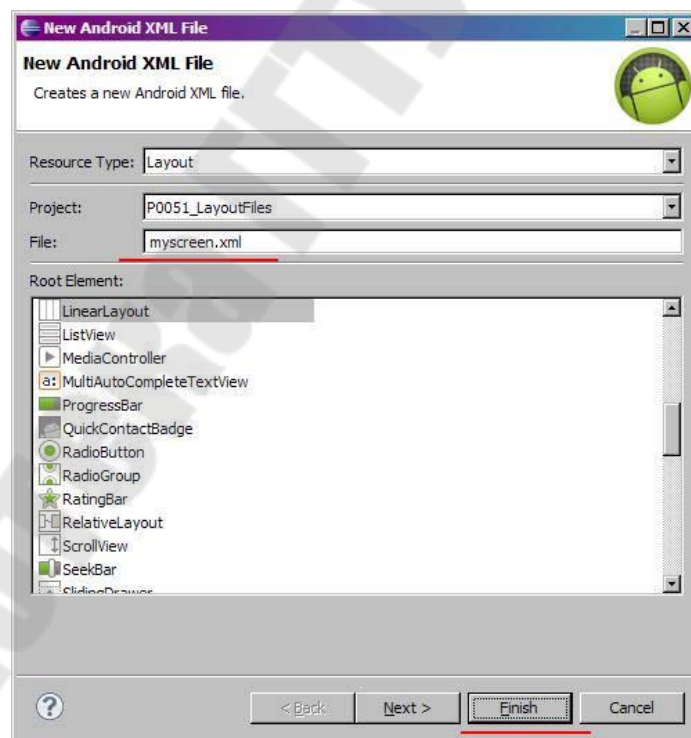 New Android XML File
New Android XML File
Creates a new Android XML file.
Resource Type: Layout
Project: P0051_LayoutFiles
File: myscreen.xml
Root Element:
LinearLayout
ListView
MediaController
a: MultiAutoCompleteTextView
ProgressBar
QuickContactBadge
RadioButton
RadioGroup
RatingBar
RelativeLayout
ScrollView
SeekBar
SlidingDrawer
? < Back Next > Finish Cancel